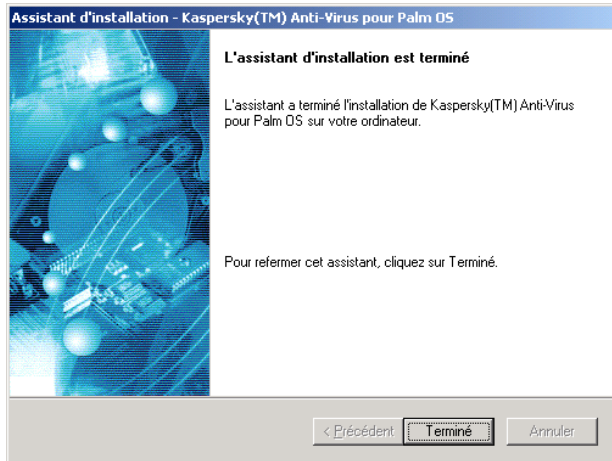 Assistant d'installation - Kaspersky(TM) Anti-Virus pour Palm OS
L'assistant d'installation est terminé
L'assistant a terminé l'installation de Kaspersky(TM) Anti-Virus
pour Palm OS sur votre ordinateur.
Pour refermer cet assistant, cliquez sur Terminé.
< Précédent Terminé Annuler